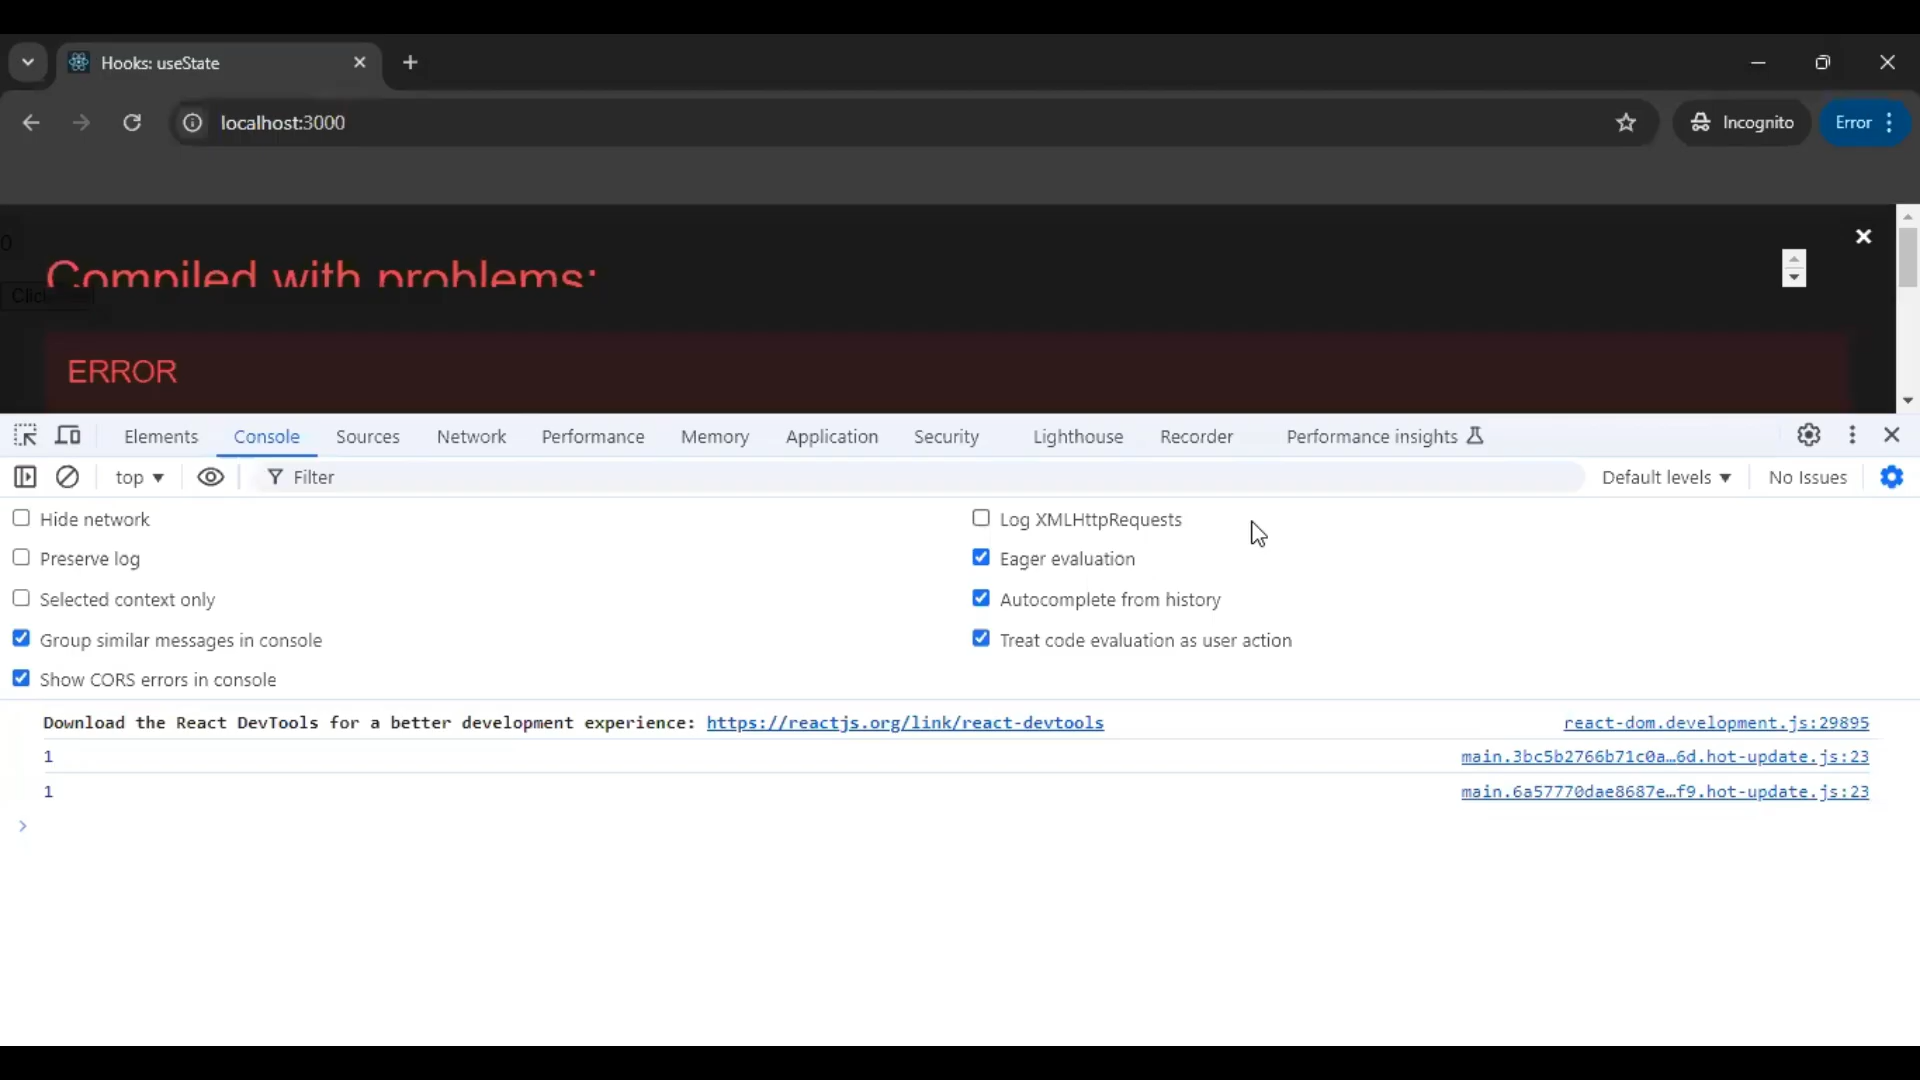 Hooks: useState
localhost:3000
Incognito
Error
0
Compiled with problems:
ERROR
Elements Console Sources Network Performance Memory Application Security Lighthouse Recorder Performance insights
top Filter Default levels No Issues
Hide network Log XMLHttpRequests
Preserve log Eager evaluation
Selected context only Autocomplete from history
Group similar messages in console Treat code evaluation as user action
Show CORS errors in console
Download the React DevTools for a better development experience: https://reactjs.org/link/react-devtools react-dom.development.js:29895
1 main.3bc5b2766b71c0a…6d.hot-update.js:23
1 main.6a57770dae8687e…f9.hot-update.js:23